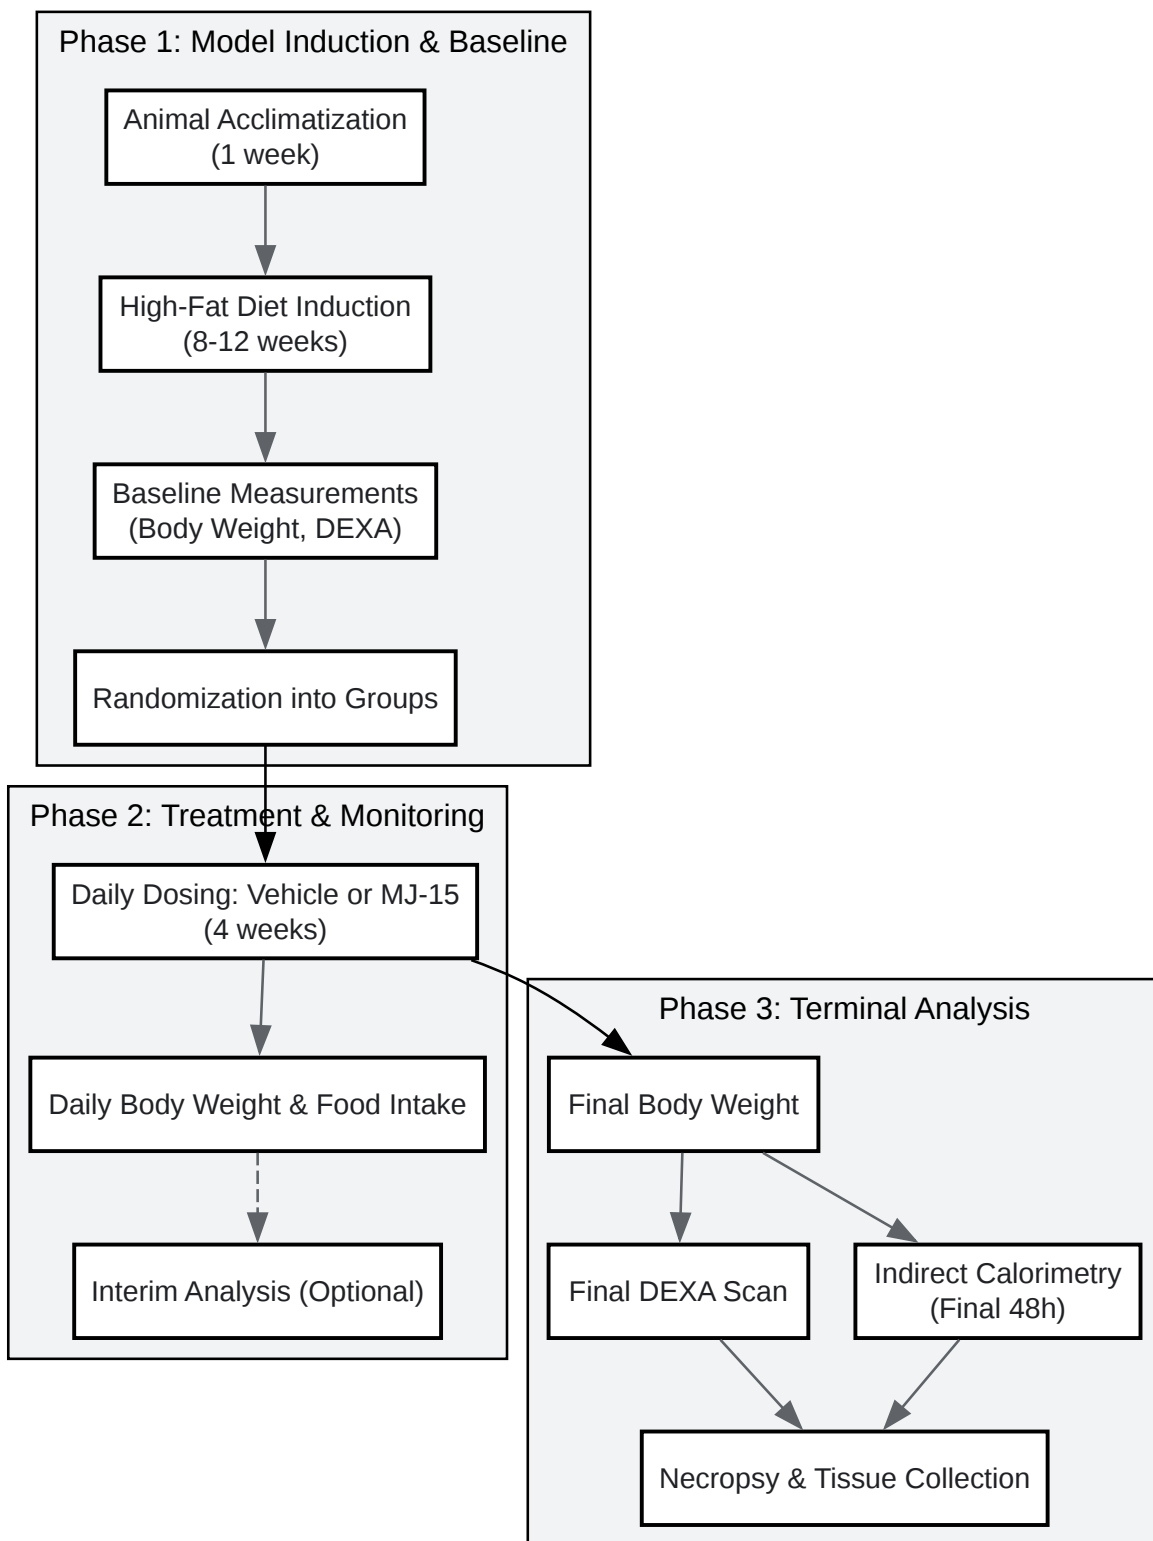 Phase 1: Model Induction & Baseline
Animal Acclimatization
(1 week)
High-Fat Diet Induction
(8-12 weeks)
Baseline Measurements
(Body Weight, DEXA)
Randomization into Groups
Phase 2: Treatment & Monitoring
Daily Dosing: Vehicle or MJ-15
(4 weeks)
Daily Body Weight & Food Intake
Interim Analysis (Optional)
Phase 3: Terminal Analysis
Final Body Weight
Final DEXA Scan
Indirect Calorimetry
(Final 48h)
Necropsy & Tissue Collection